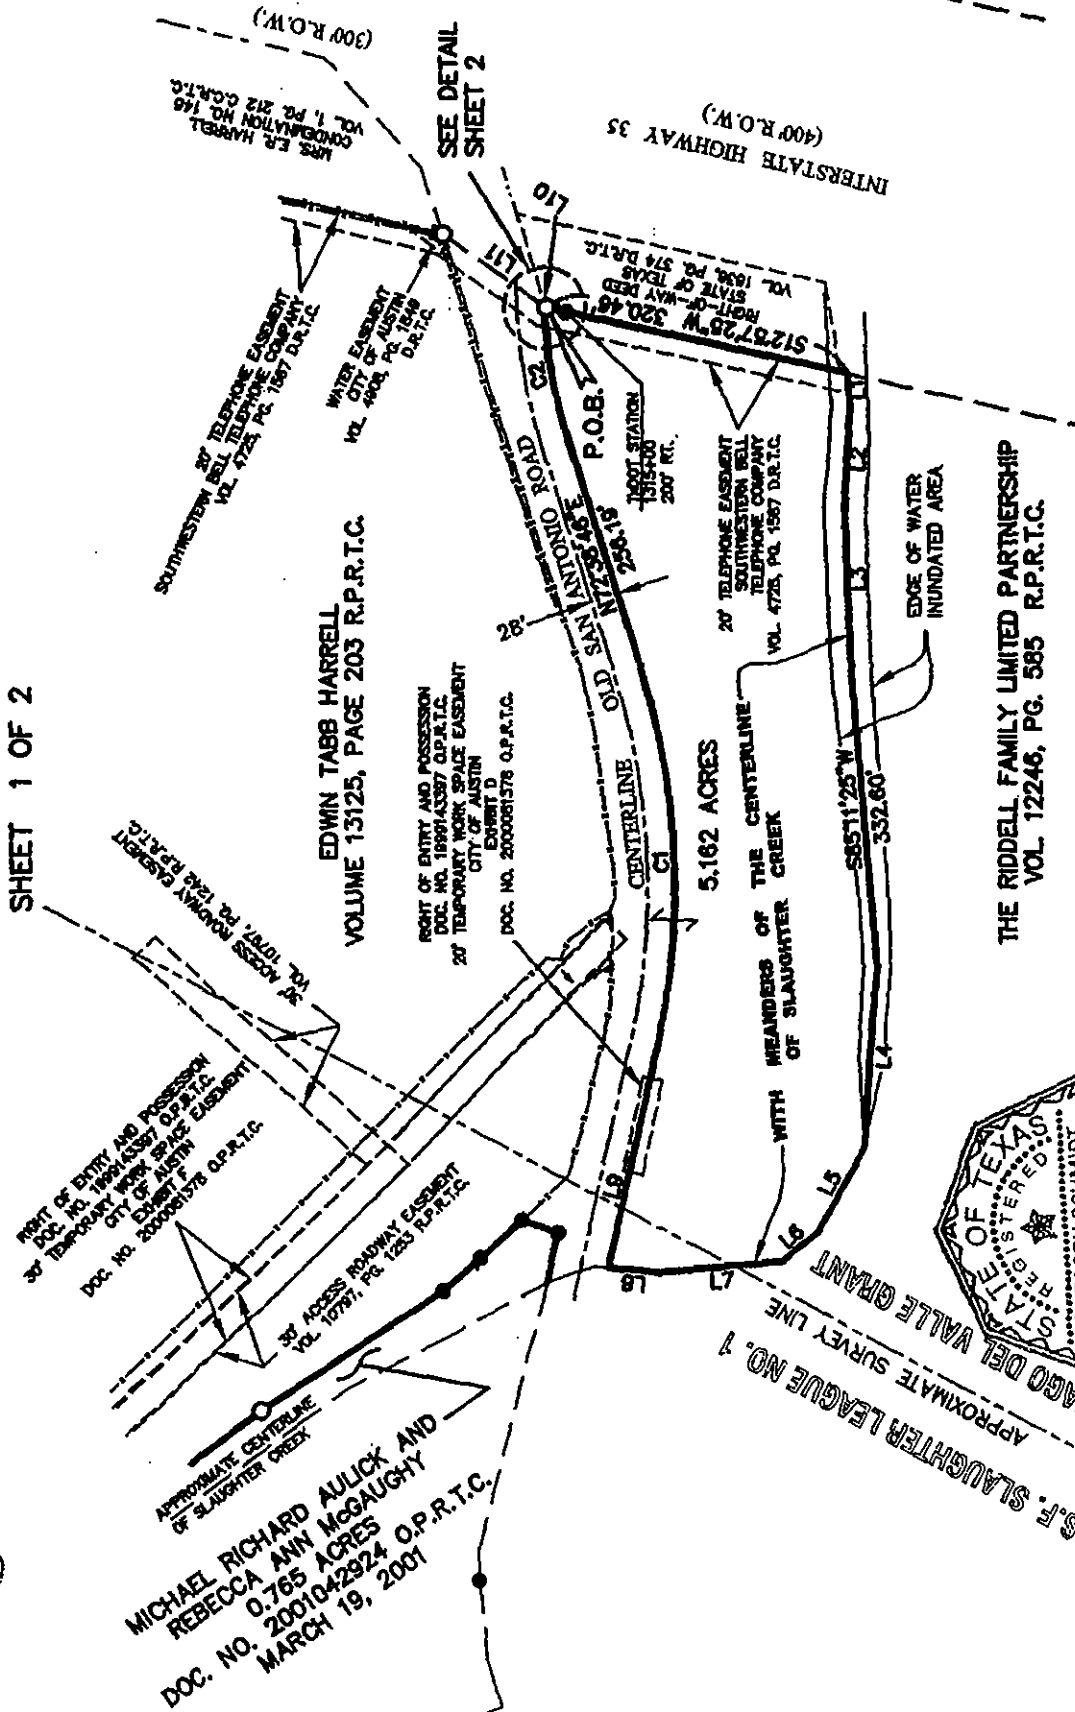 SHEET 1 OF 2
(300' R.O.W.)
MRS. E.R. HARRELL
CONDEMNATION NO. 146
VOL. 1, PG. 212 C.C.R.T.C.
SEE DETAIL
SHEET 2
INTERSTATE HIGHWAY 35
(400' R.O.W.)
20' TELEPHONE EASEMENT
SOUTHWESTERN BELL TELEPHONE COMPANY
VOL. 4725, PG. 1567 D.R.T.C.
WATER EASEMENT
CITY OF AUSTIN
VOL. 4908, PG. 1849
D.R.T.C.
L11
L10
C2
P.O.B.
RIGHT-OF-WAY DEED
STATE OF TEXAS
VOL. 1838, PG. 374 D.R.T.C.
S12°57'25"W 320.46'
TXDOT STATION
1315+00
200' RT.
20' TELEPHONE EASEMENT
SOUTHWESTERN BELL
TELEPHONE COMPANY
VOL. 4725, PG. 1567 D.R.T.C.
EDWIN TABB HARRELL
VOLUME 13125, PAGE 203 R.P.R.T.C.
28'
N72°58'46"E
256.19'
CENTERLINE OLD SAN ANTONIO ROAD
RIGHT OF ENTRY AND POSSESSION
DOC. NO. 1999143397 O.P.R.T.C.
20' TEMPORARY WORK SPACE EASEMENT
CITY OF AUSTIN
EXHIBIT D
DOC. NO. 2000081378 O.P.R.T.C.
C1
5.162 ACRES
WITH MEANDERS OF THE CENTERLINE
OF SLAUGHTER CREEK
L1
L2
L3
S85°11'25"W
332.60'
L4
L5
L6
L7
L8
L9
EDGE OF WATER
INUNDATED AREA
THE RIDDELL FAMILY LIMITED PARTNERSHIP
VOL. 12246, PG. 585 R.P.R.T.C.
30' ACCESS ROADWAY EASEMENT
VOL. 10797, PG. 1242 R.P.R.T.C.
RIGHT OF ENTRY AND POSSESSION
DOC. NO. 1999143397 O.P.R.T.C.
30' TEMPORARY WORK SPACE EASEMENT
CITY OF AUSTIN
EXHIBIT F
DOC. NO. 2000081378 O.P.R.T.C.
30' ACCESS ROADWAY EASEMENT
VOL. 10797, PG. 1253 R.P.R.T.C.
APPROXIMATE CENTERLINE
OF SLAUGHTER CREEK
MICHAEL RICHARD AULICK AND
REBECCA ANN McGAUGHY
0.765 ACRES
DOC. NO. 2001042924 O.P.R.T.C.
MARCH 19, 2001
S.F. SLAUGHTER LEAGUE NO. 1
APPROXIMATE SURVEY LINE
AGO DEL VALLE GRANT
STATE OF TEXAS
REGISTERED